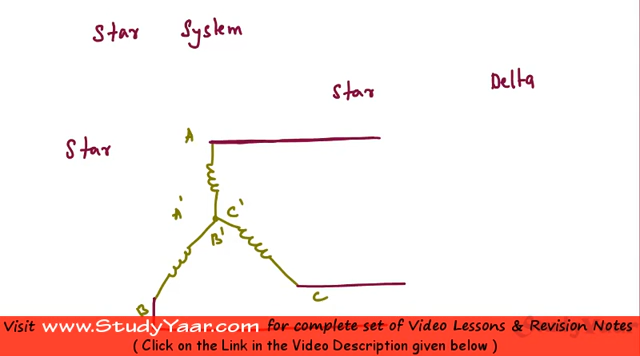 Star System
Star Delta
Star
A
A' C'
B'
B C
Visit www.StudyYaar.com for complete set of Video Lessons & Revision Notes
( Click on the Link in the Video Description given below )